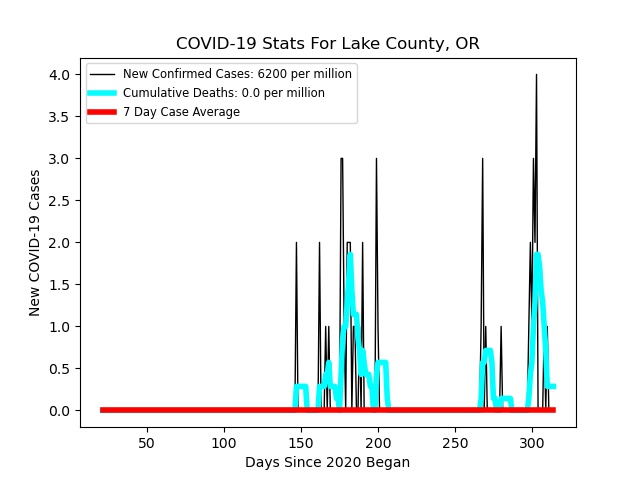 COVID-19 Stats For Lake County, OR
New Confirmed Cases: 6200 per million
Cumulative Deaths: 0.0 per million
7 Day Case Average
4.0
3.5
3.0
2.5
2.0
1.5
1.0
0.5
0.0
New COVID-19 Cases
50 100 150 200 250 300
Days Since 2020 Began